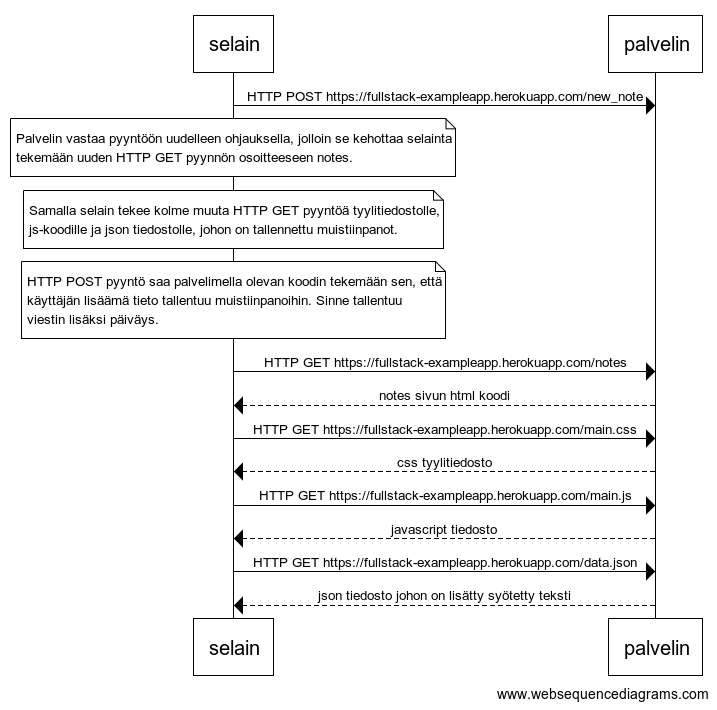 selain
palvelin
HTTP POST https://fullstack-exampleapp.herokuapp.com/new_note
Palvelin vastaa pyyntöön uudelleen ohjauksella, jolloin se kehottaa selainta
tekemään uuden HTTP GET pyynnön osoitteeseen notes.
Samalla selain tekee kolme muuta HTTP GET pyyntöä tyylitiedostolle,
js-koodille ja json tiedostolle, johon on tallennettu muistiinpanot.
HTTP POST pyyntö saa palvelimella olevan koodin tekemään sen, että
käyttäjän lisäämä tieto tallentuu muistiinpanoihin. Sinne tallentuu
viestin lisäksi päiväys.
HTTP GET https://fullstack-exampleapp.herokuapp.com/notes
notes sivun html koodi
HTTP GET https://fullstack-exampleapp.herokuapp.com/main.css
css tyylitiedosto
HTTP GET https://fullstack-exampleapp.herokuapp.com/main.js
javascript tiedosto
HTTP GET https://fullstack-exampleapp.herokuapp.com/data.json
json tiedosto johon on lisätty syötetty teksti
selain
palvelin
www.websequencediagrams.com